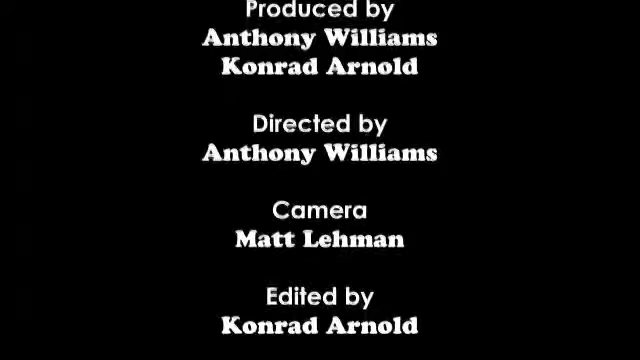 Produced by
Anthony Williams
Konrad Arnold
Directed by
Anthony Williams
Camera
Matt Lehman
Edited by
Konrad Arnold